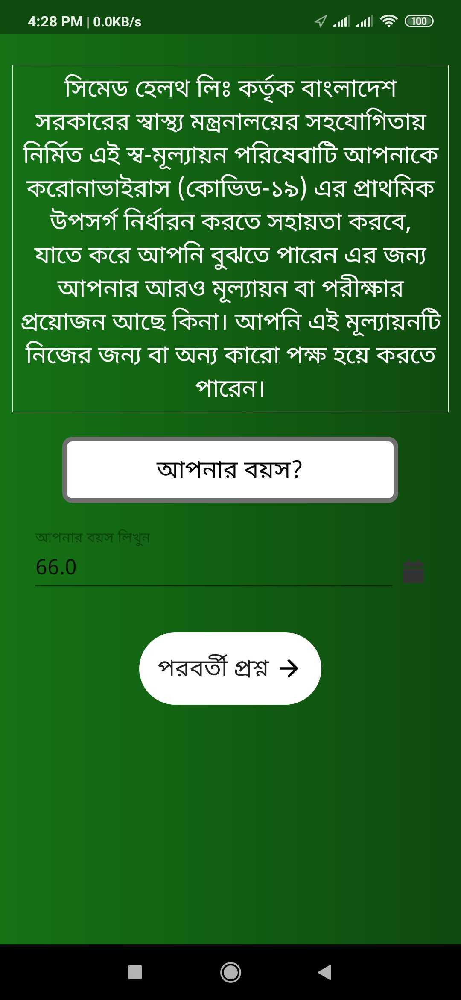 4:28 PM | 0.0KB/s
100
সিমেড হেলথ লিঃ কর্তৃক বাংলাদেশ
সরকারের স্বাস্থ্য মন্ত্রনালয়ের সহযোগিতায়
নির্মিত এই স্ব-মূল্যায়ন পরিষেবাটি আপনাকে
করোনাভাইরাস (কোভিড-১৯) এর প্রাথমিক
উপসর্গ নির্ধারন করতে সহায়তা করবে,
যাতে করে আপনি বুঝতে পারেন এর জন্য
আপনার আরও মূল্যায়ন বা পরীক্ষার
প্রয়োজন আছে কিনা। আপনি এই মূল্যায়নটি
নিজের জন্য বা অন্য কারো পক্ষ হয়ে করতে
পারেন।
আপনার বয়স?
আপনার বয়স লিখুন
66.0
পরবর্তী প্রশ্ন →